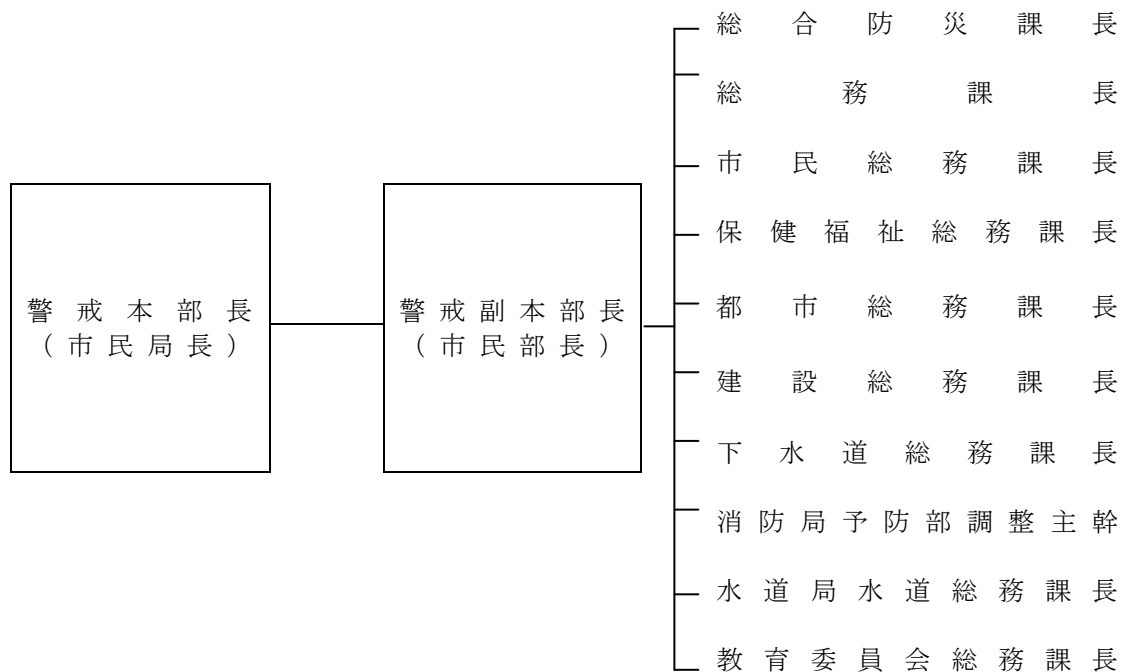 警戒本部長
(市民局長)
警戒副本部長
(市民部長)
総合防災課長
総務課長
市民総務課長
保健福祉総務課長
都市総務課長
建設総務課長
下水道総務課長
消防局予防部調整主幹
水道局水道総務課長
教育委員会総務課長